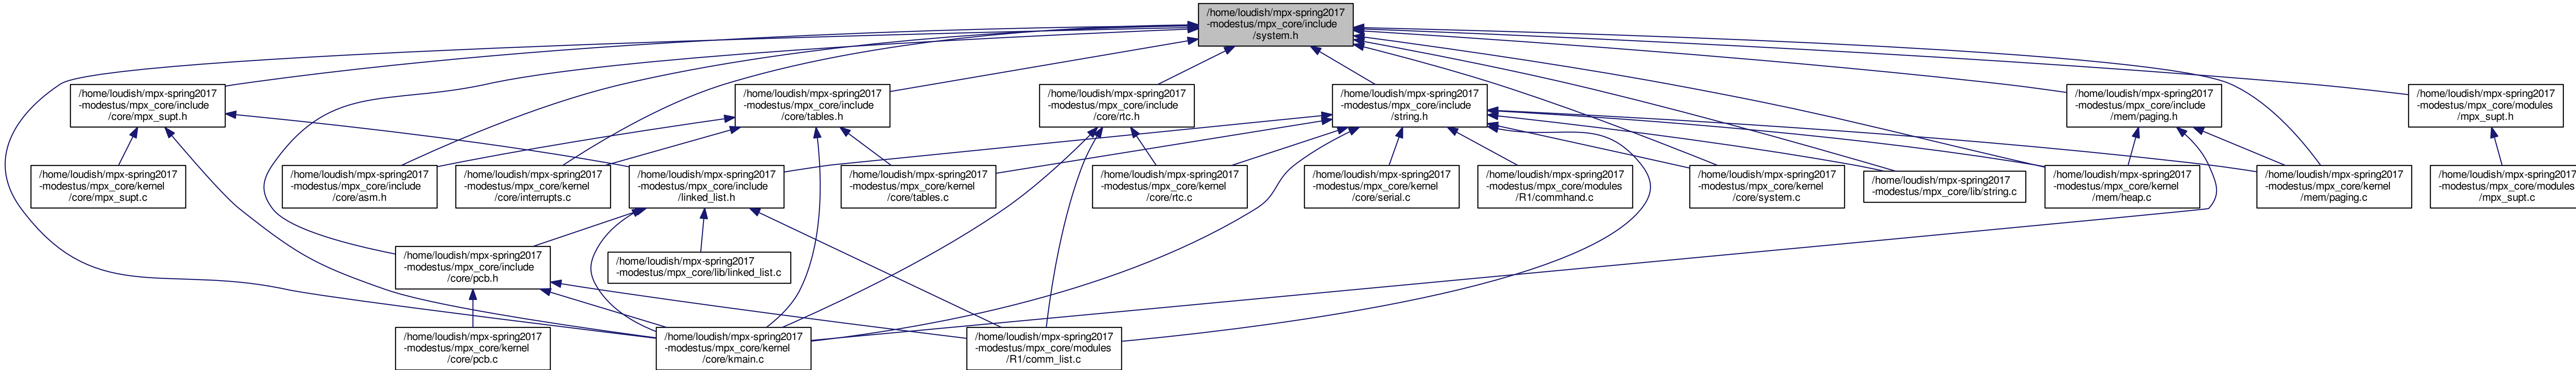 /home/loudish/mpx-spring2017
-modestus/mpx_core/include
/system.h
/home/loudish/mpx-spring2017
-modestus/mpx_core/include
/core/mpx_supt.h
/home/loudish/mpx-spring2017
-modestus/mpx_core/include
/core/tables.h
/home/loudish/mpx-spring2017
-modestus/mpx_core/include
/core/rtc.h
/home/loudish/mpx-spring2017
-modestus/mpx_core/include
/string.h
/home/loudish/mpx-spring2017
-modestus/mpx_core/include
/mem/paging.h
/home/loudish/mpx-spring2017
-modestus/mpx_core/modules
/mpx_supt.h
/home/loudish/mpx-spring2017
-modestus/mpx_core/kernel
/core/mpx_supt.c
/home/loudish/mpx-spring2017
-modestus/mpx_core/include
/core/asm.h
/home/loudish/mpx-spring2017
-modestus/mpx_core/kernel
/core/interrupts.c
/home/loudish/mpx-spring2017
-modestus/mpx_core/include
/linked_list.h
/home/loudish/mpx-spring2017
-modestus/mpx_core/kernel
/core/tables.c
/home/loudish/mpx-spring2017
-modestus/mpx_core/kernel
/core/rtc.c
/home/loudish/mpx-spring2017
-modestus/mpx_core/kernel
/core/serial.c
/home/loudish/mpx-spring2017
-modestus/mpx_core/modules
/R1/commhand.c
/home/loudish/mpx-spring2017
-modestus/mpx_core/kernel
/core/system.c
/home/loudish/mpx-spring2017
-modestus/mpx_core/lib/string.c
/home/loudish/mpx-spring2017
-modestus/mpx_core/kernel
/mem/heap.c
/home/loudish/mpx-spring2017
-modestus/mpx_core/kernel
/mem/paging.c
/home/loudish/mpx-spring2017
-modestus/mpx_core/modules
/mpx_supt.c
/home/loudish/mpx-spring2017
-modestus/mpx_core/include
/core/pcb.h
/home/loudish/mpx-spring2017
-modestus/mpx_core/lib/linked_list.c
/home/loudish/mpx-spring2017
-modestus/mpx_core/kernel
/core/pcb.c
/home/loudish/mpx-spring2017
-modestus/mpx_core/kernel
/core/kmain.c
/home/loudish/mpx-spring2017
-modestus/mpx_core/modules
/R1/comm_list.c